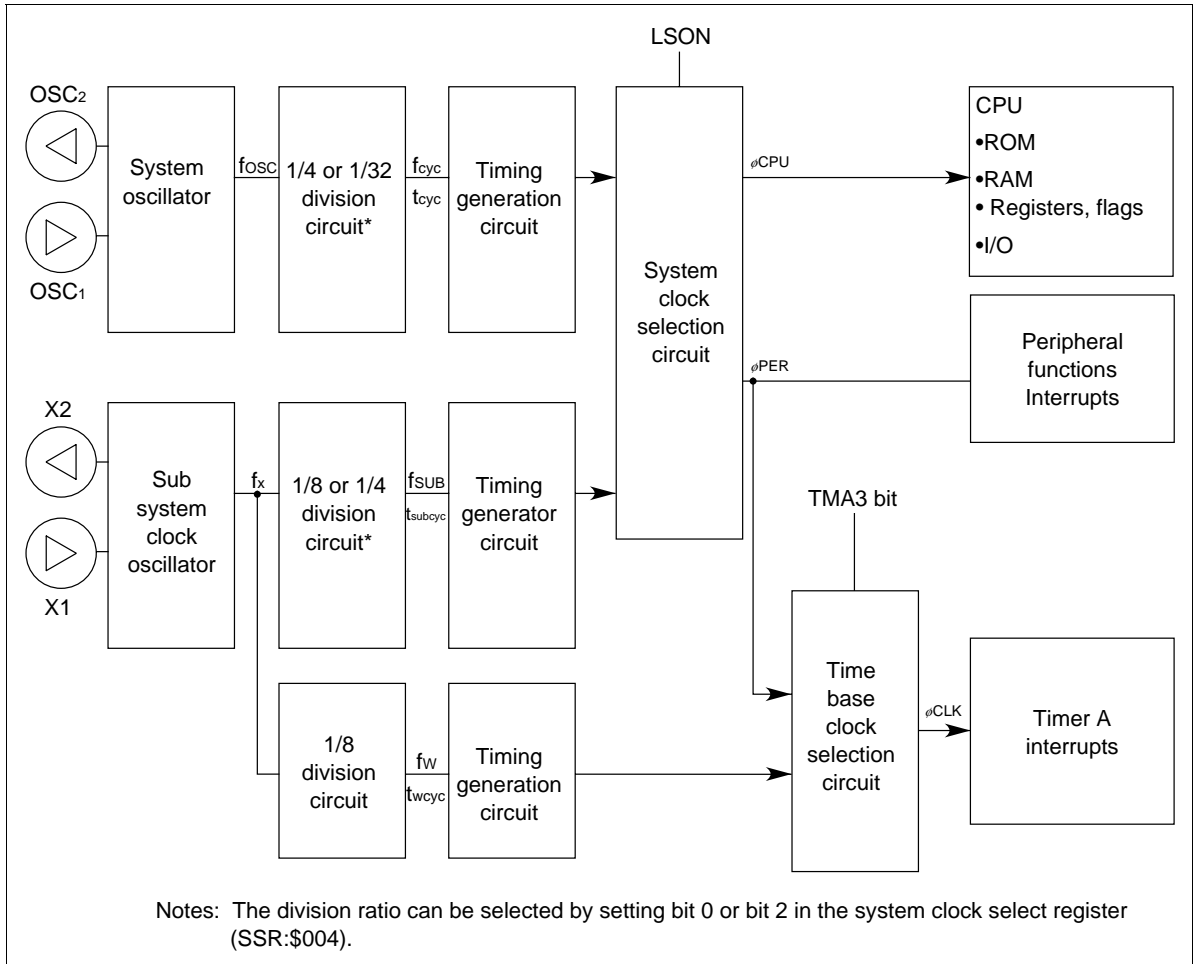 LSON
OSC2
OSC1
System
oscillator
fOSC
1/4 or 1/32
division
circuit*
fcyc
tcyc
Timing
generation
circuit
System
clock
selection
circuit
øCPU
CPU
•ROM
•RAM
• Registers, flags
•I/O
øPER
Peripheral
functions
Interrupts
X2
X1
Sub
system
clock
oscillator
fx
1/8 or 1/4
division
circuit*
fSUB
tsubcyc
Timing
generator
circuit
TMA3 bit
1/8
division
circuit
fW
twcyc
Timing
generation
circuit
Time
base
clock
selection
circuit
øCLK
Timer A
interrupts
Notes: The division ratio can be selected by setting bit 0 or bit 2 in the system clock select register
(SSR:$004).